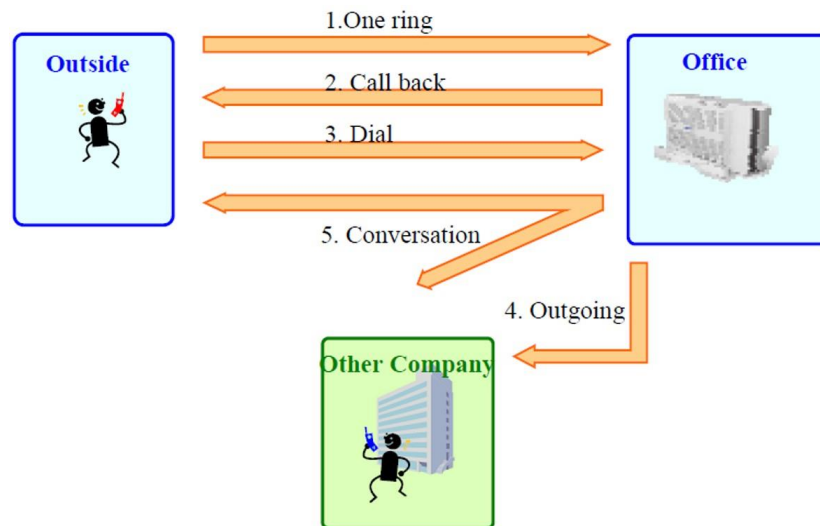 1.One ring
Outside
Office
2. Call back
3. Dial
5. Conversation
4. Outgoing
Other Company